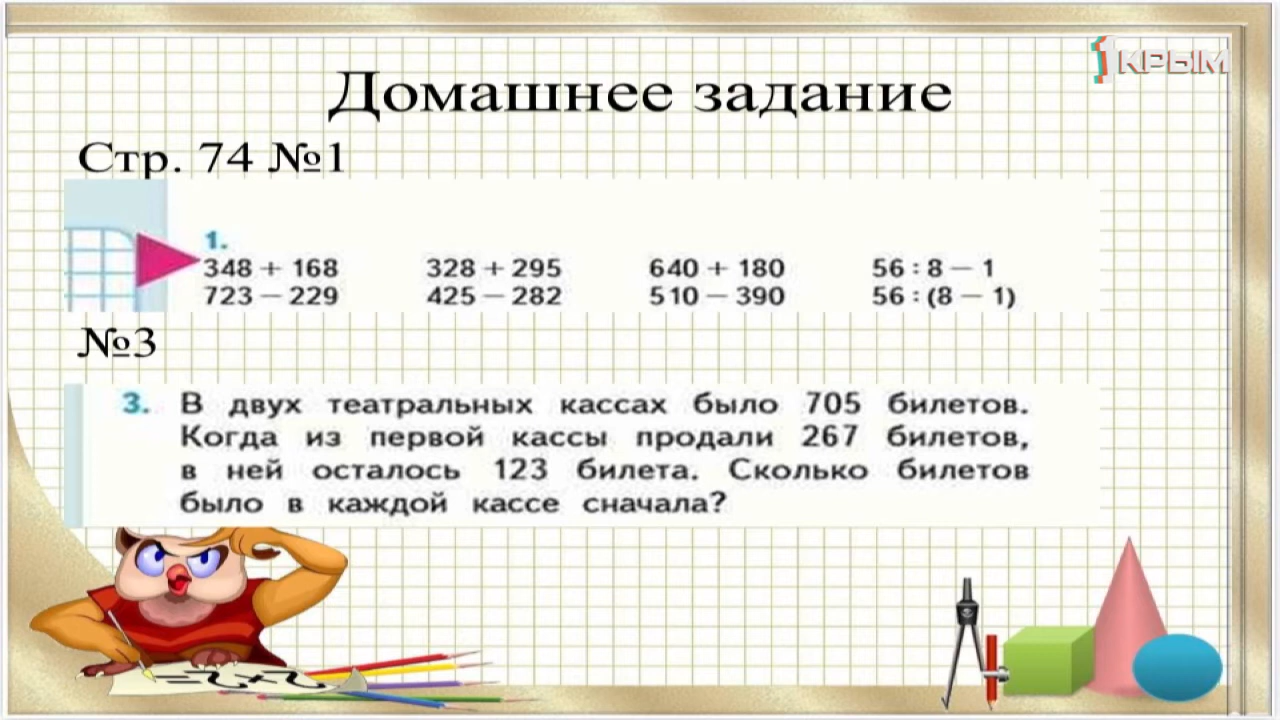 1КРЫМ
Домашнее задание
Стр. 74 №1
1.
348 + 168 328 + 295 640 + 180 56 : 8 — 1
723 — 229 425 — 282 510 — 390 56 : (8 — 1)
№3
3. В двух театральных кассах было 705 билетов.
Когда из первой кассы продали 267 билетов,
в ней осталось 123 билета. Сколько билетов
было в каждой кассе сначала?